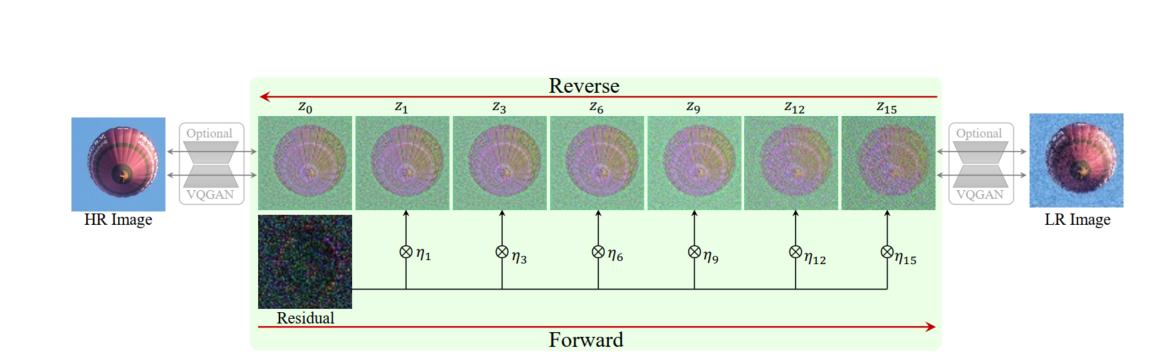 Reverse
z₀ z₁ z₃ z₆ z₉ z₁₂ z₁₅
Optional
VQGAN
HR Image
Optional
VQGAN
LR Image
η₁ η₃ η₆ η₉ η₁₂ η₁₅
Residual
Forward